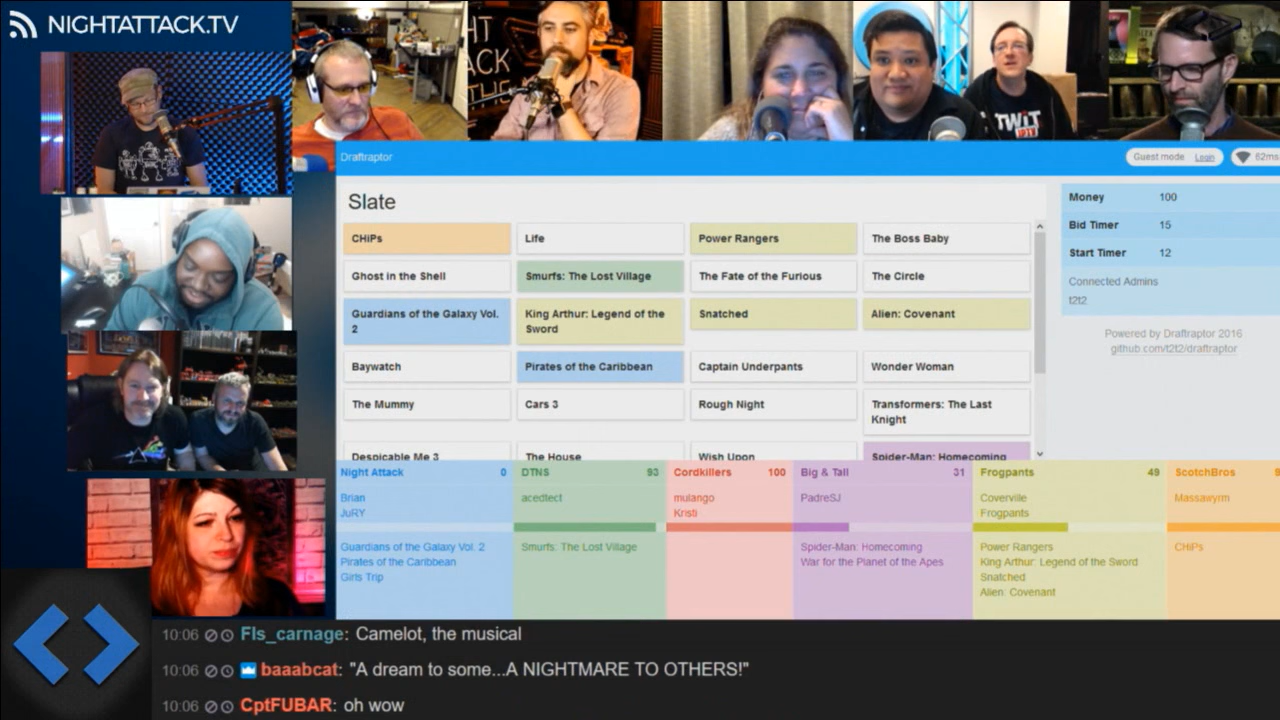 NIGHTATTACK.TV
TWiT
Draftraptor
Guest mode Login 62ms
Slate
CHiPs
Life
Power Rangers
The Boss Baby
Ghost in the Shell
Smurfs: The Lost Village
The Fate of the Furious
The Circle
Guardians of the Galaxy Vol.
2
King Arthur: Legend of the
Sword
Snatched
Alien: Covenant
Baywatch
Pirates of the Caribbean
Captain Underpants
Wonder Woman
The Mummy
Cars 3
Rough Night
Transformers: The Last
Knight
Despicable Me 3
The House
Wish Upon
Spider-Man: Homecoming
Money 100
Bid Timer 15
Start Timer 12
Connected Admins
t2t2
Powered by Draftraptor 2016
github.com/t2t2/draftraptor
Night Attack 0
Brian
JuRY
Guardians of the Galaxy Vol. 2
Pirates of the Caribbean
Girls Trip
DTNS 93
acedtect
Smurfs: The Lost Village
Cordkillers 100
mulango
Kristi
Big & Tall 31
PadreSJ
Spider-Man: Homecoming
War for the Planet of the Apes
Frogpants 49
Coverville
Frogpants
Power Rangers
King Arthur: Legend of the Sword
Snatched
Alien: Covenant
ScotchBros
Massawyrm
CHiPs
10:06 Fls_carnage: Camelot, the musical
10:06 baaabcat: "A dream to some...A NIGHTMARE TO OTHERS!"
10:06 CptFUBAR: oh wow